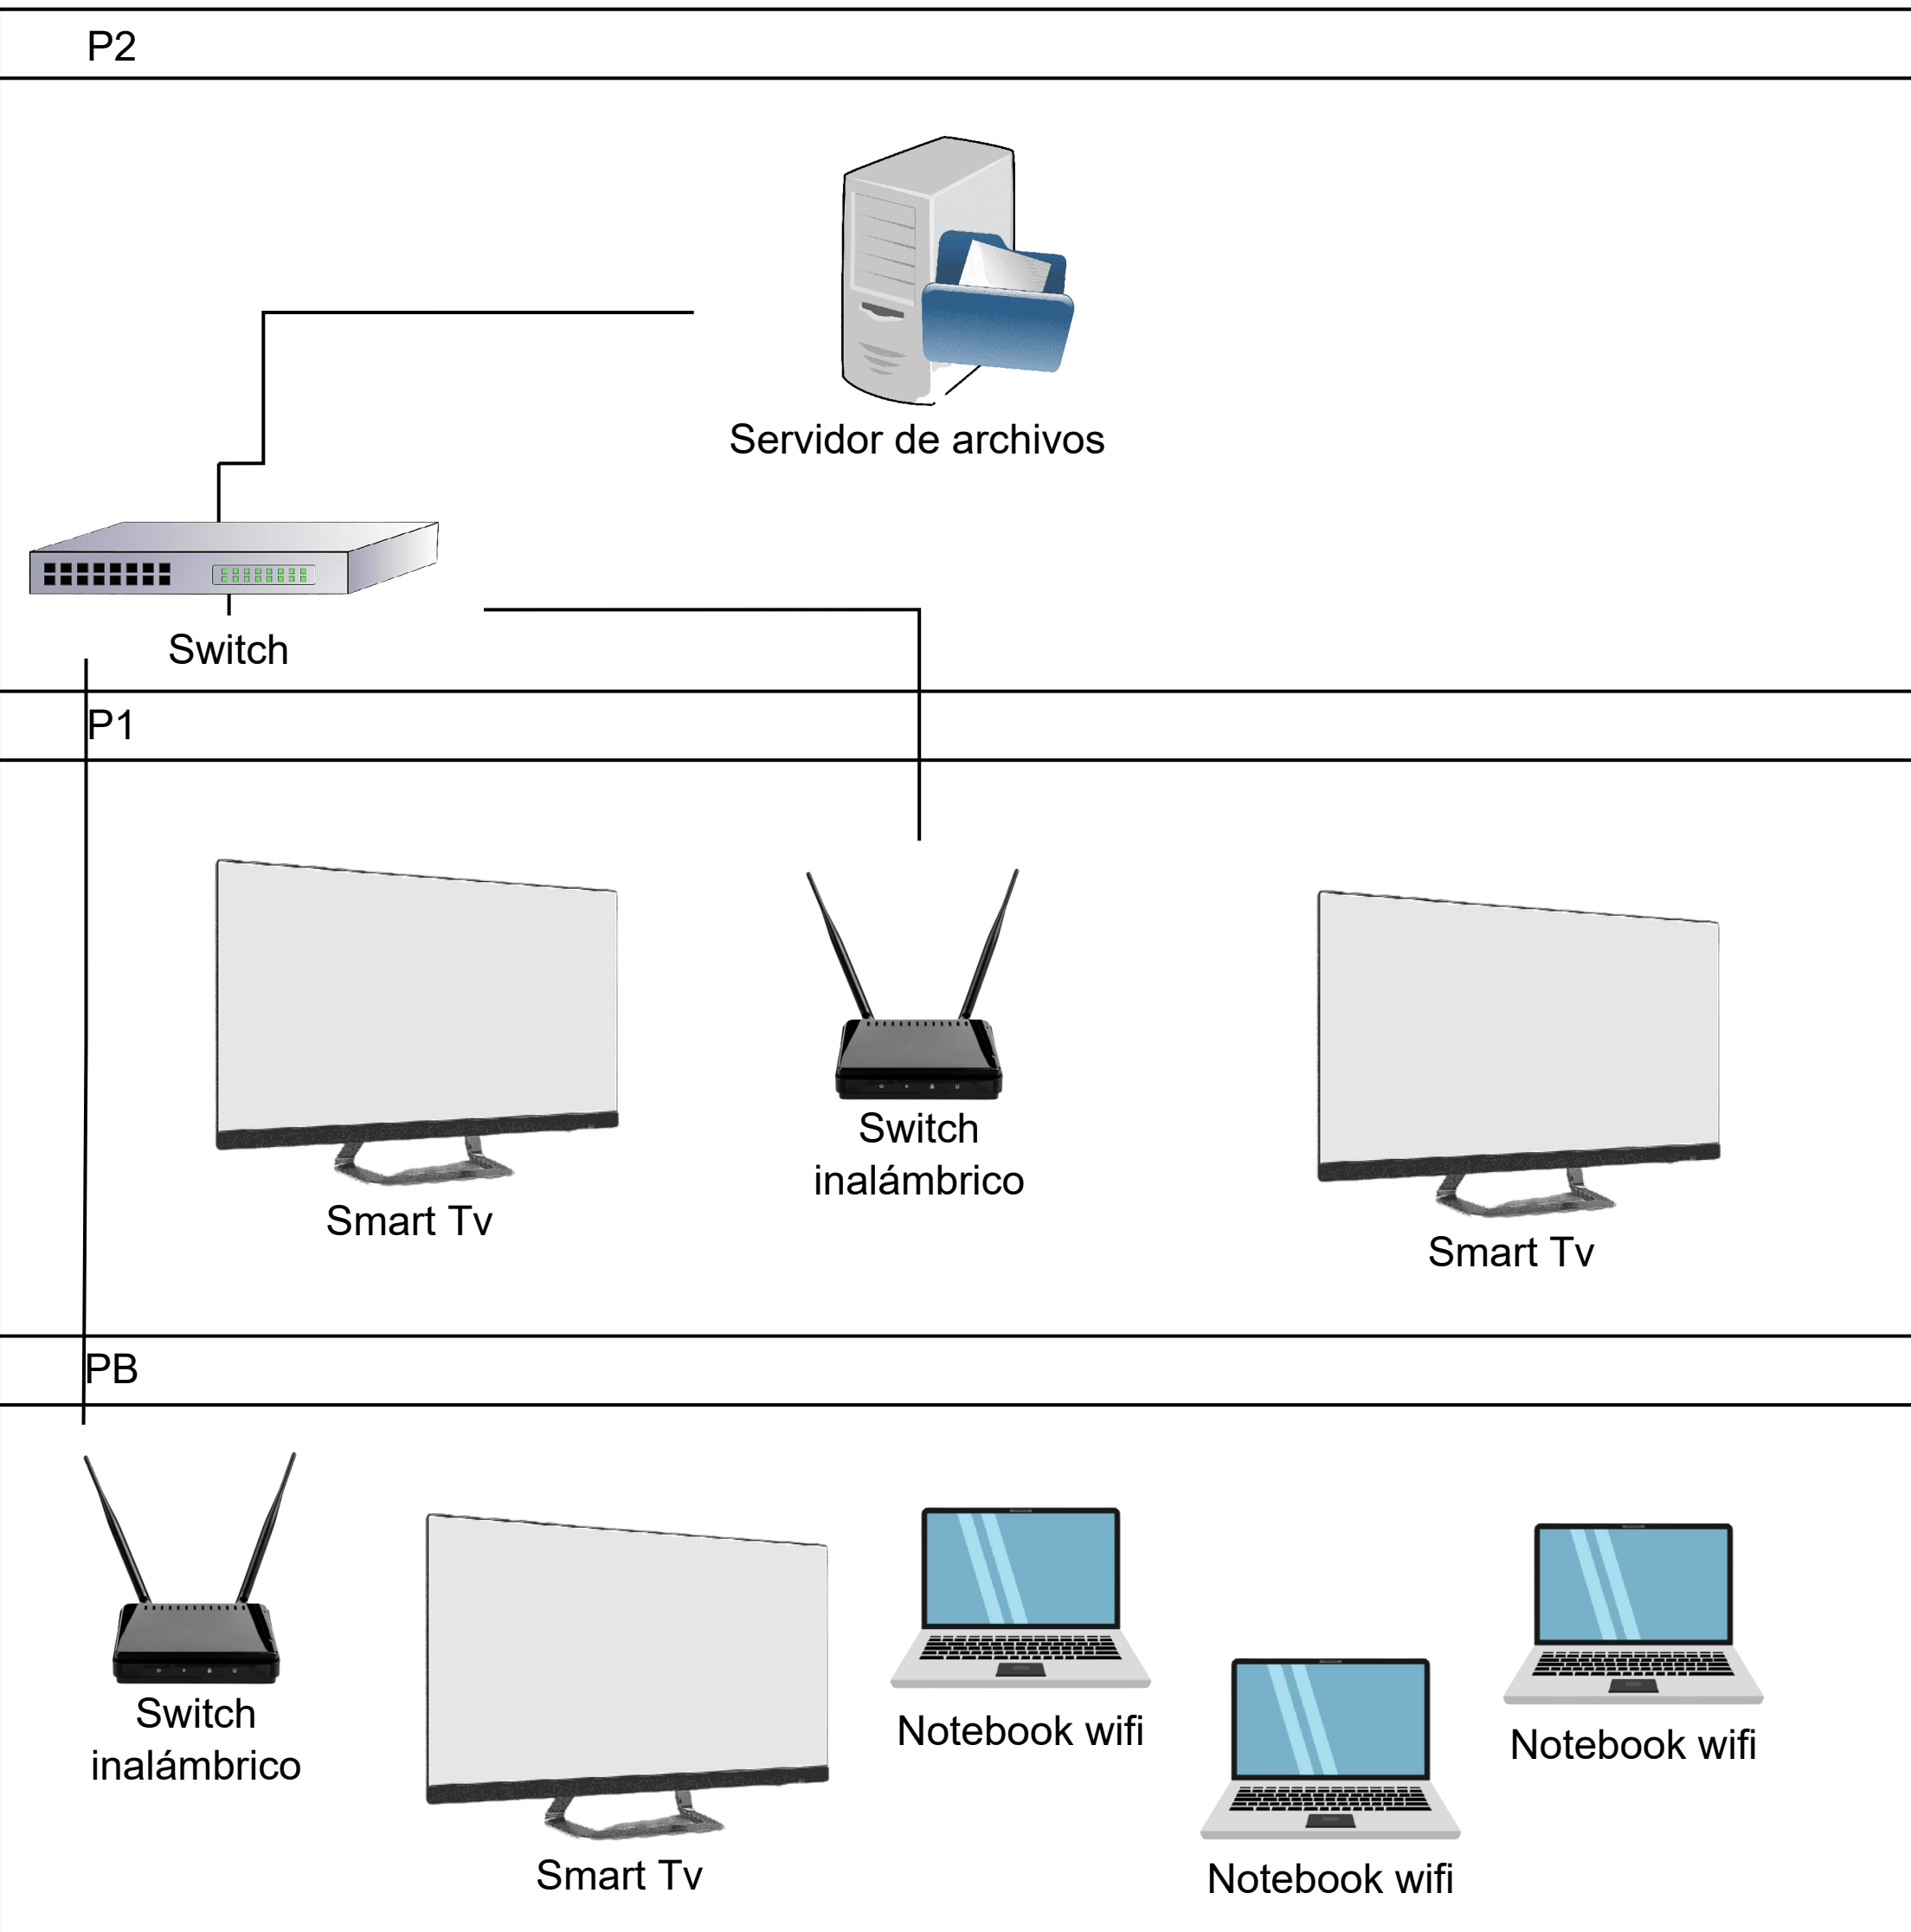 P2
Servidor de archivos
Switch
P1
Switch
inalámbrico
Smart Tv
Smart Tv
PB
Switch
inalámbrico
Notebook wifi
Notebook wifi
Smart Tv
Notebook wifi